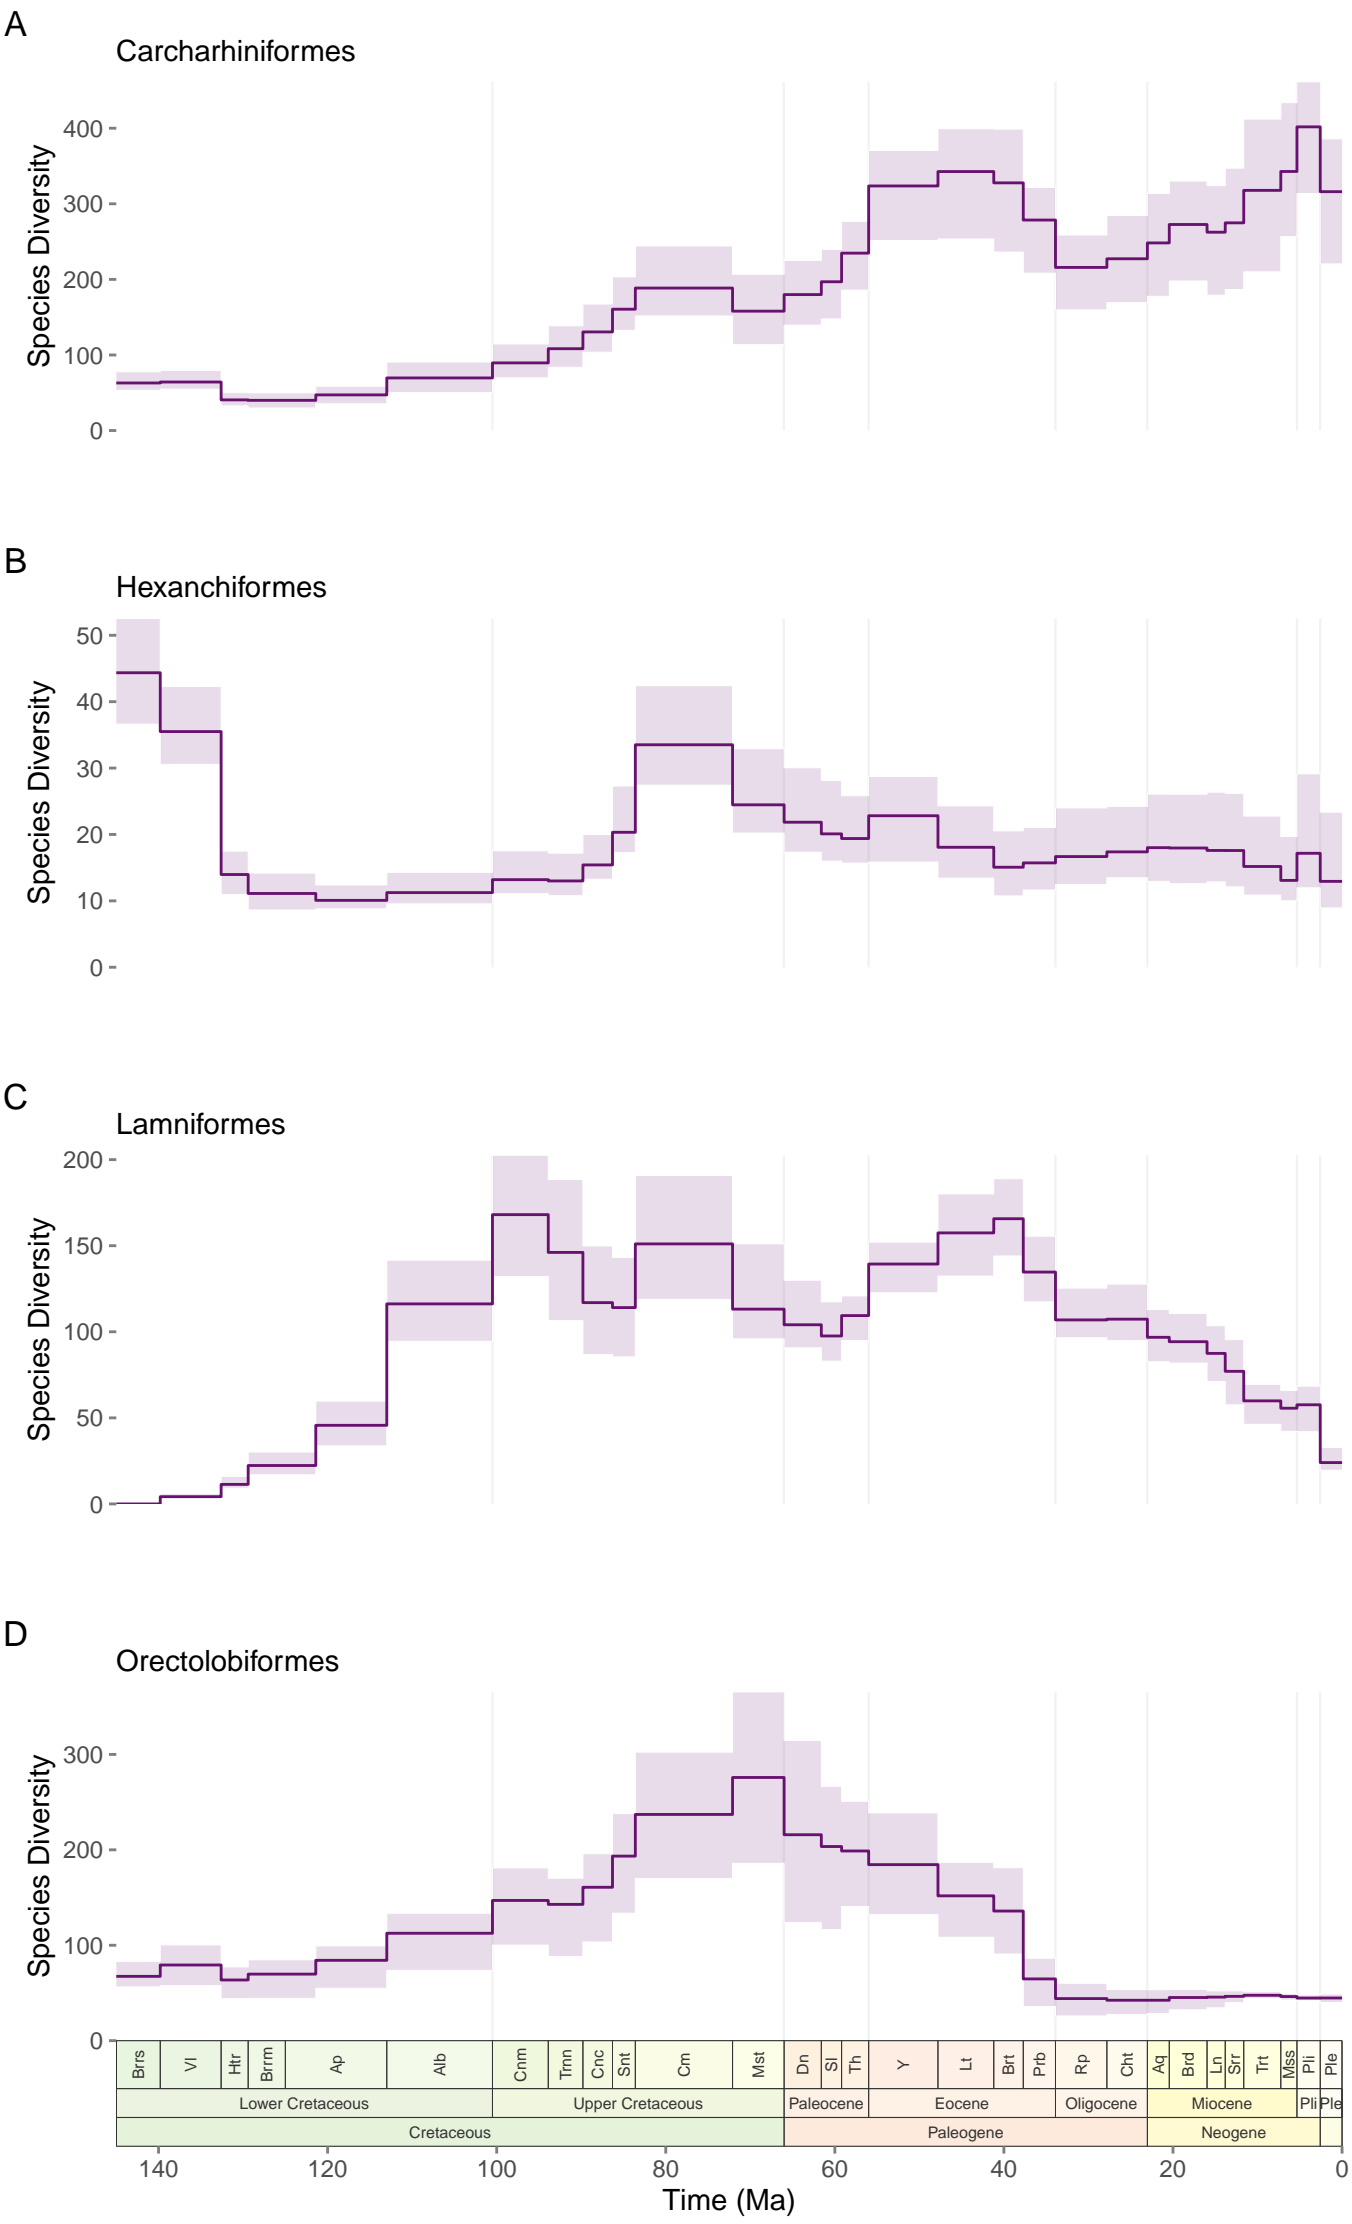 A
Carcharhiniformes
Species Diversity
400
300
200
100
0
B
Hexanchiformes
Species Diversity
50
40
30
20
10
0
C
Lamniformes
Species Diversity
200
150
100
50
0
D
Orectolobiformes
Species Diversity
300
200
100
0
Brrs Vl Htr Brrm Ap Alb Cnm Trnn Cnc Snt Cm Mst Dn Sl Th Y Lt Brt Prb Rp Cht Aq Brd Ln Srr Trt Mss Pli Ple
Lower Cretaceous Upper Cretaceous Paleocene Eocene Oligocene Miocene Pli Ple
Cretaceous Paleogene Neogene
140 120 100 80 60 40 20 0
Time (Ma)